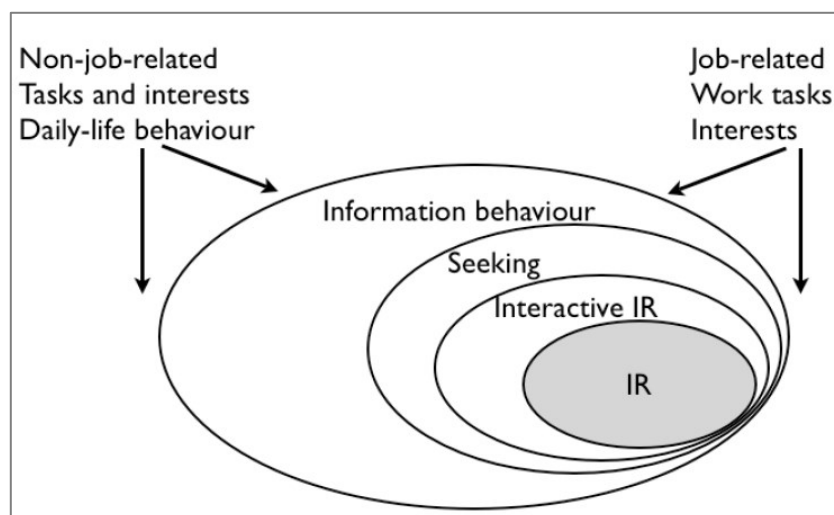 Non-job-related
Tasks and interests
Daily-life behaviour
Job-related
Work tasks
Interests
Information behaviour
Seeking
Interactive IR
IR